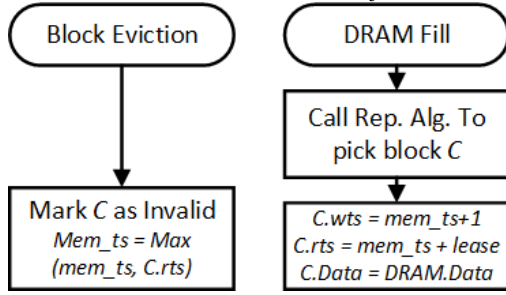 Block Eviction
DRAM Fill
Call Rep. Alg. To
pick block C
Mark C as Invalid
Mem_ts = Max
(mem_ts, C.rts)
C.wts = mem_ts+1
C.rts = mem_ts + lease
C.Data = DRAM.Data